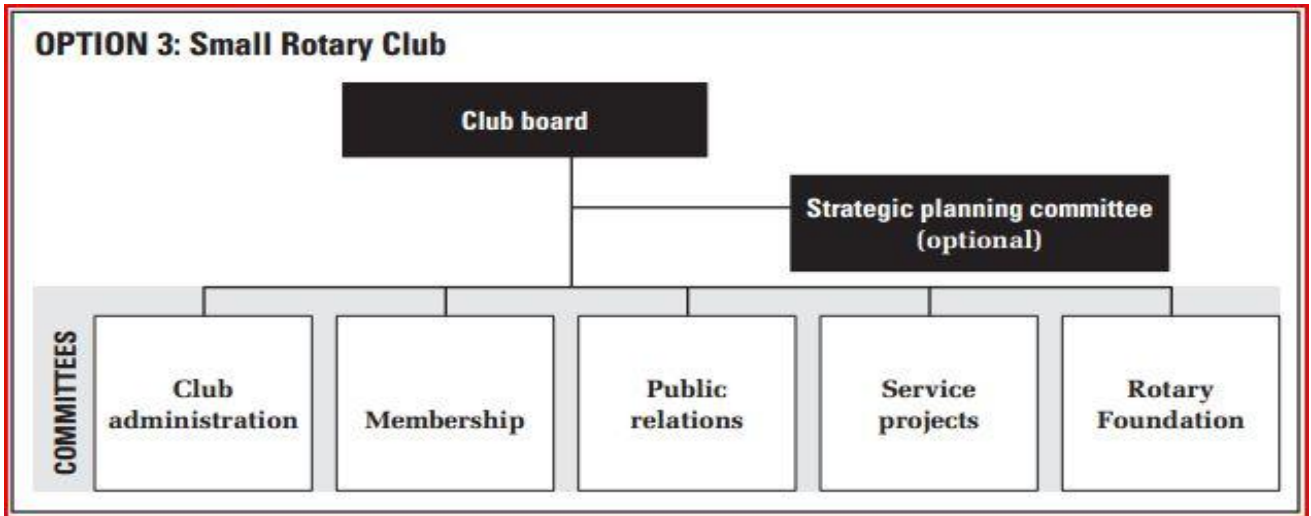 OPTION 3: Small Rotary Club
Club board
Strategic planning committee
(optional)
COMMITTEES
Club
administration
Membership
Public
relations
Service
projects
Rotary
Foundation